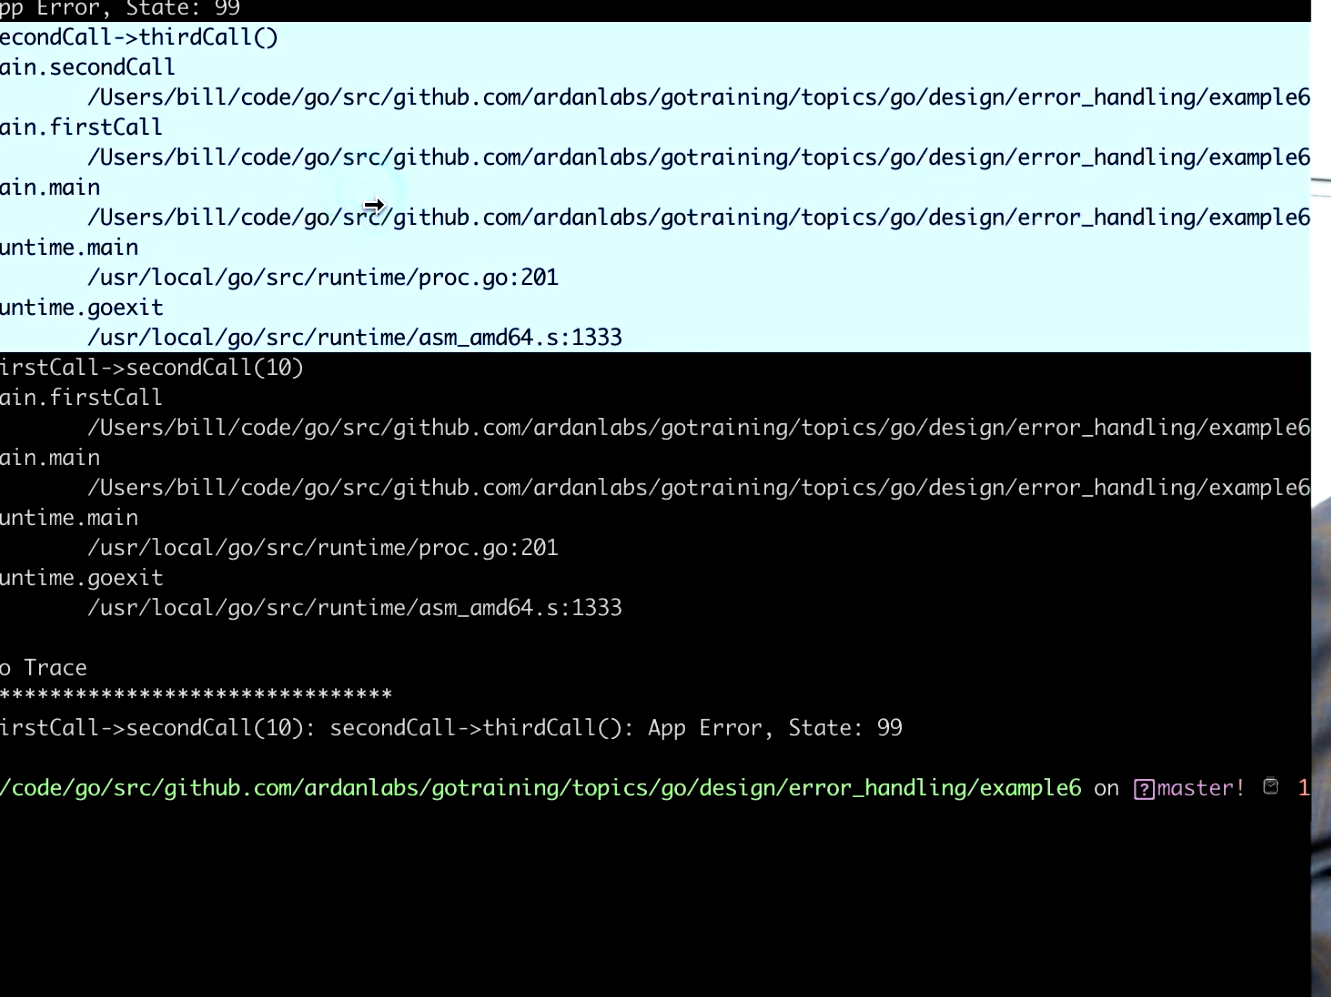 pp Error, State: 99
econdCall->thirdCall()
ain.secondCall
/Users/bill/code/go/src/github.com/ardanlabs/gotraining/topics/go/design/error_handling/example6
ain.firstCall
/Users/bill/code/go/src/github.com/ardanlabs/gotraining/topics/go/design/error_handling/example6
ain.main
/Users/bill/code/go/src/github.com/ardanlabs/gotraining/topics/go/design/error_handling/example6
untime.main
/usr/local/go/src/runtime/proc.go:201
untime.goexit
/usr/local/go/src/runtime/asm_amd64.s:1333
irstCall->secondCall(10)
ain.firstCall
/Users/bill/code/go/src/github.com/ardanlabs/gotraining/topics/go/design/error_handling/example6
ain.main
/Users/bill/code/go/src/github.com/ardanlabs/gotraining/topics/go/design/error_handling/example6
untime.main
/usr/local/go/src/runtime/proc.go:201
untime.goexit
/usr/local/go/src/runtime/asm_amd64.s:1333
o Trace
*******************************
irstCall->secondCall(10): secondCall->thirdCall(): App Error, State: 99
/code/go/src/github.com/ardanlabs/gotraining/topics/go/design/error_handling/example6 on ?master! 1